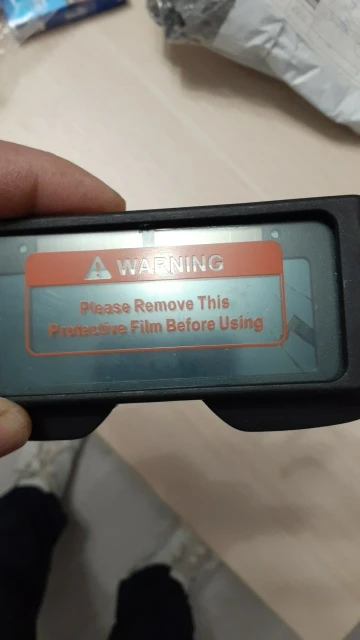 WARNING
Please Remove This
Protective Film Before Using